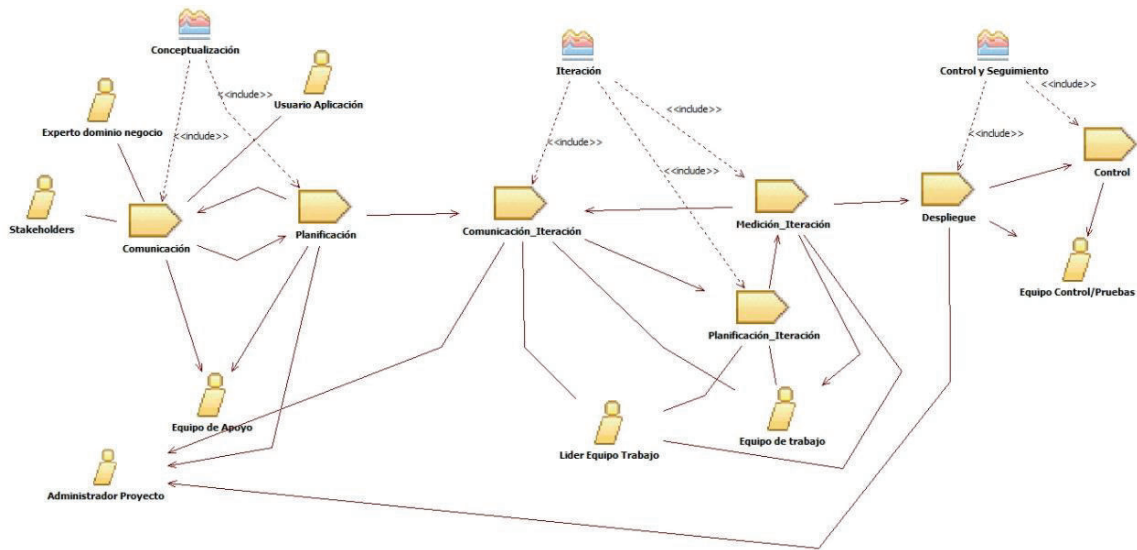 Conceptualización
Iteración
Control y Seguimiento
Usuario Aplicación
Experto dominio negocio
<<include>>
<<include>>
<<include>>
<<include>>
<<include>>
<<include>>
<<include>>
Control
Stakeholders
Comunicación
Planificación
Comunicación_Iteración
Medición_Iteración
Despliegue
Equipo Control/Pruebas
Planificación_Iteración
Equipo de Apoyo
Lider Equipo Trabajo
Equipo de trabajo
Administrador Proyecto